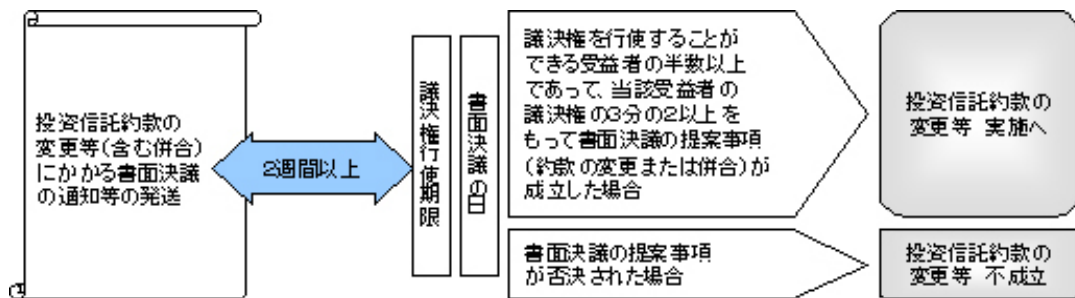 投資信託約款の
変更等(含む併合)
にかかる書面決議
の通知等の発送
2週間以上
議決権行使期限
書面決議の日
議決権を行使することが
できる受益者の半数以上
であって、当該受益者の
議決権の3分の2以上を
もって書面決議の提案事項
(約款の変更または併合)が
成立した場合
投資信託約款の
変更等 実施へ
書面決議の提案事項
が否決された場合
投資信託約款の
変更等 不成立